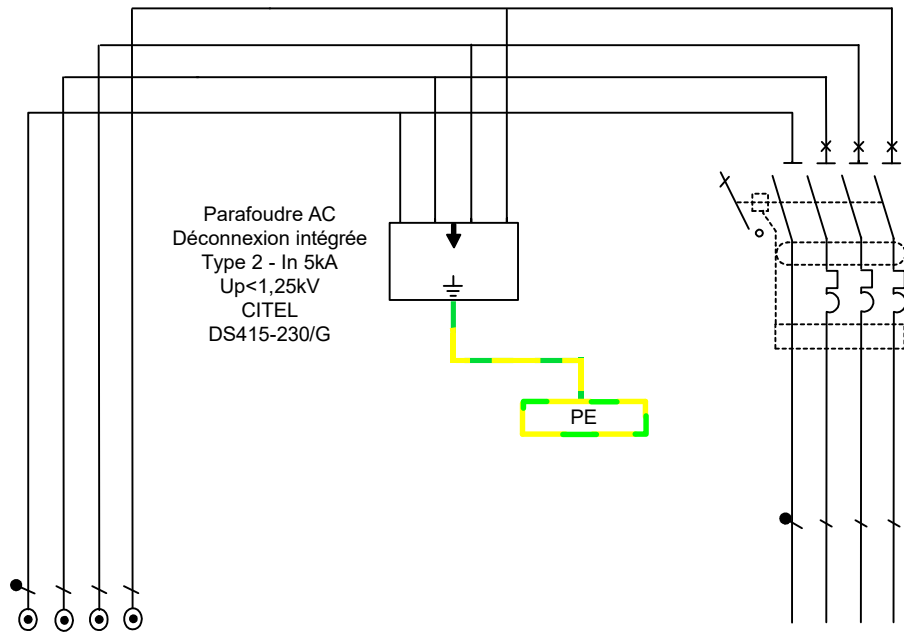 Parafoudre AC
Déconnexion intégrée
Type 2 - In 5kA
Up<1,25kV
CITEL
DS415-230/G
PE